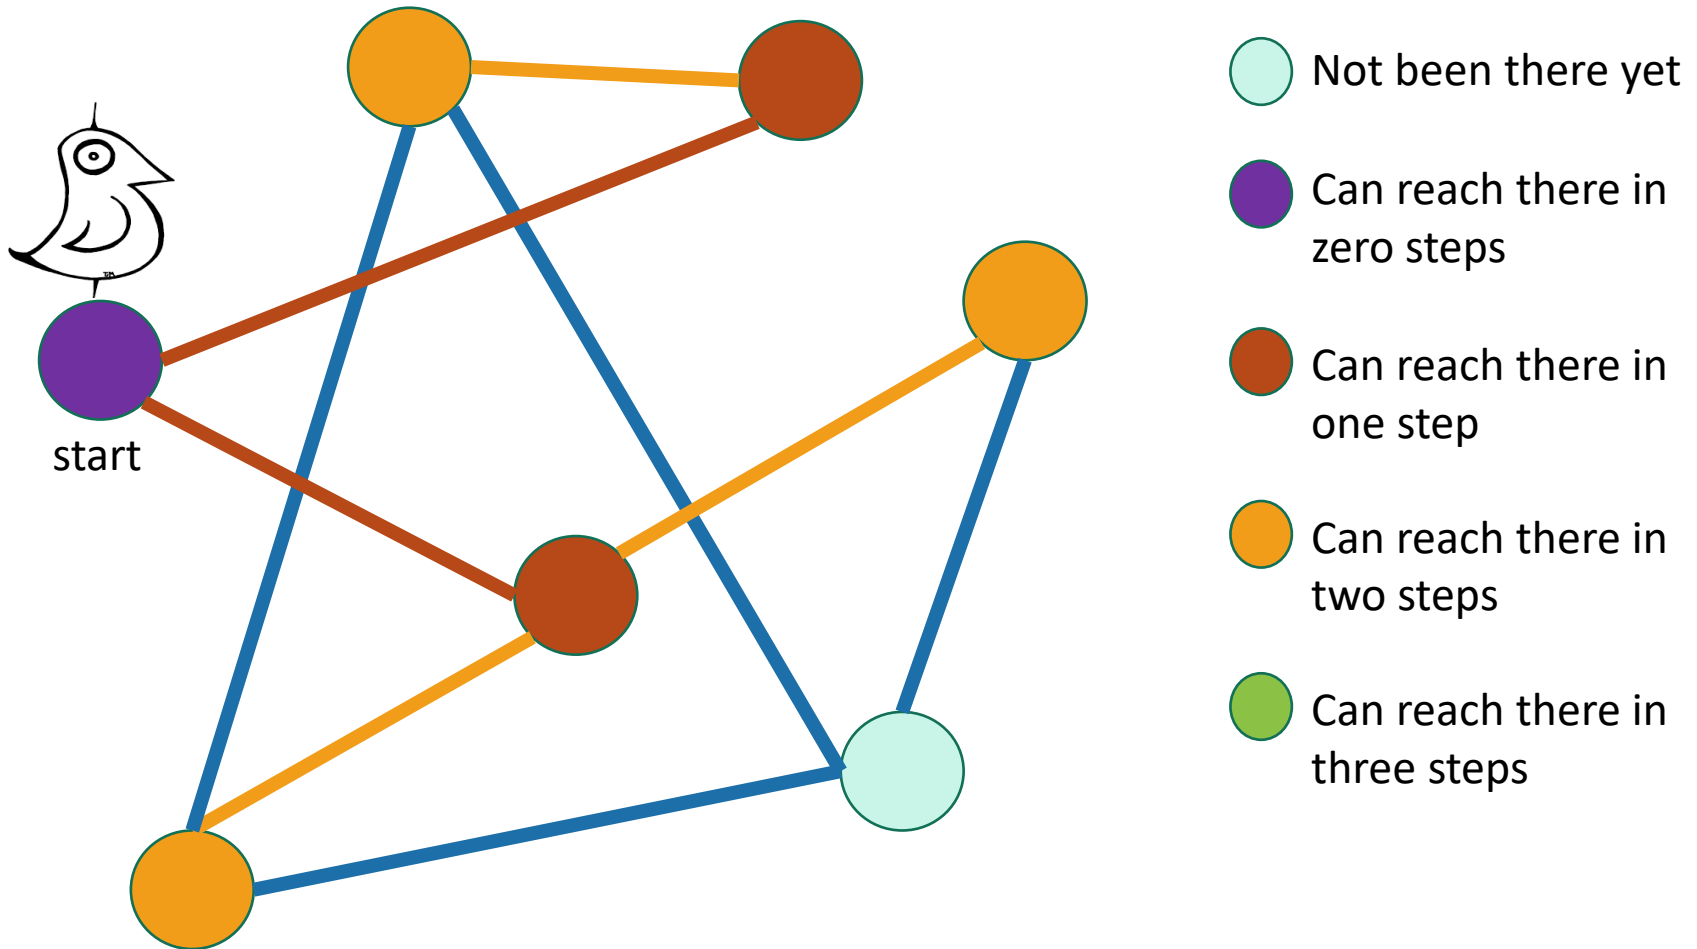 Not been there yet
Can reach there in
zero steps
start
Can reach there in
one step
Can reach there in
two steps
Can reach there in
three steps